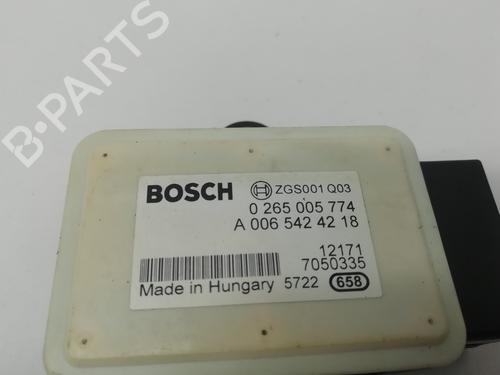 B-PARTS
BOSCH ZGS001 Q03
0 265 005 774
A 006 542 42 18
12171
7050335
Made in Hungary 5722 658